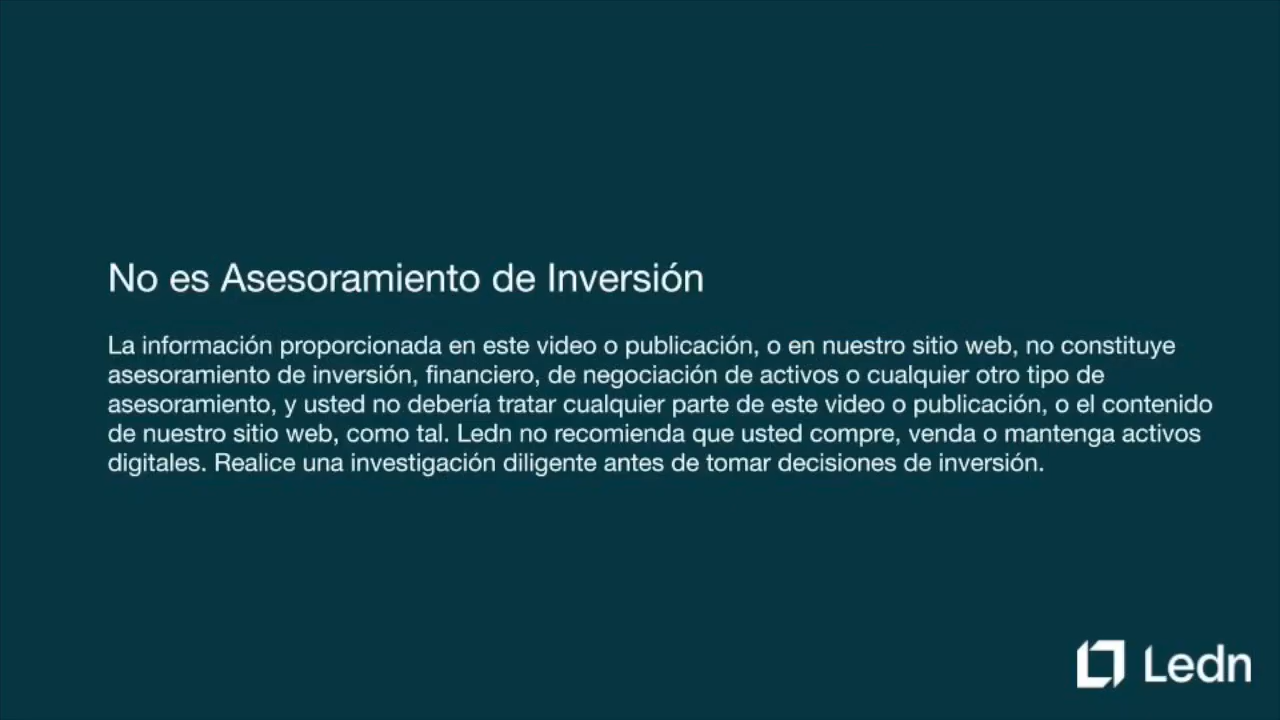 No es Asesoramiento de Inversión
La información proporcionada en este video o publicación, o en nuestro sitio web, no constituye
asesoramiento de inversión, financiero, de negociación de activos o cualquier otro tipo de
asesoramiento, y usted no debería tratar cualquier parte de este video o publicación, o el contenido
de nuestro sitio web, como tal. Ledn no recomienda que usted compre, venda o mantenga activos
digitales. Realice una investigación diligente antes de tomar decisiones de inversión.
Ledn